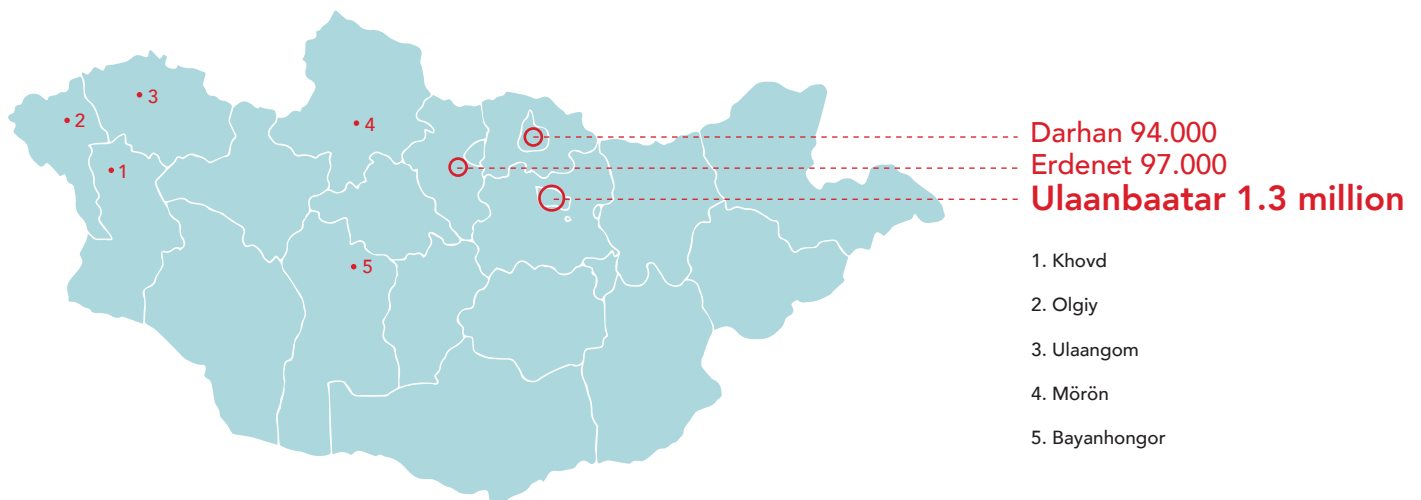 3
2
4
1
5
Darhan 94.000
Erdenet 97.000
Ulaanbaatar 1.3 million
1. Khovd
2. Olgiy
3. Ulaangom
4. Mörön
5. Bayanhongor